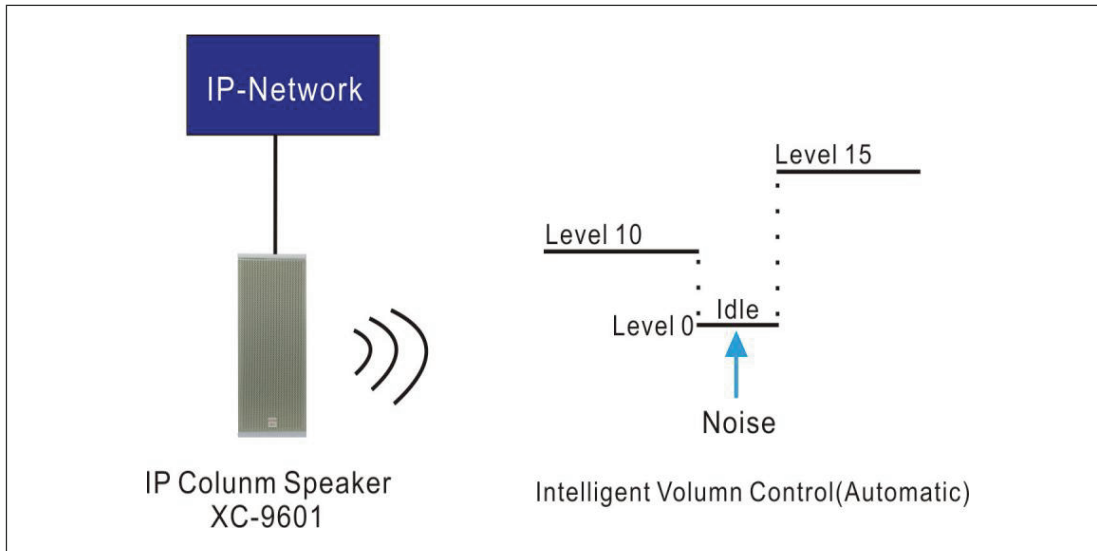 IP-Network
Level 15
Level 10
Idle
Level 0
Noise
IP Colunm Speaker
XC-9601
Intelligent Volumn Control(Automatic)